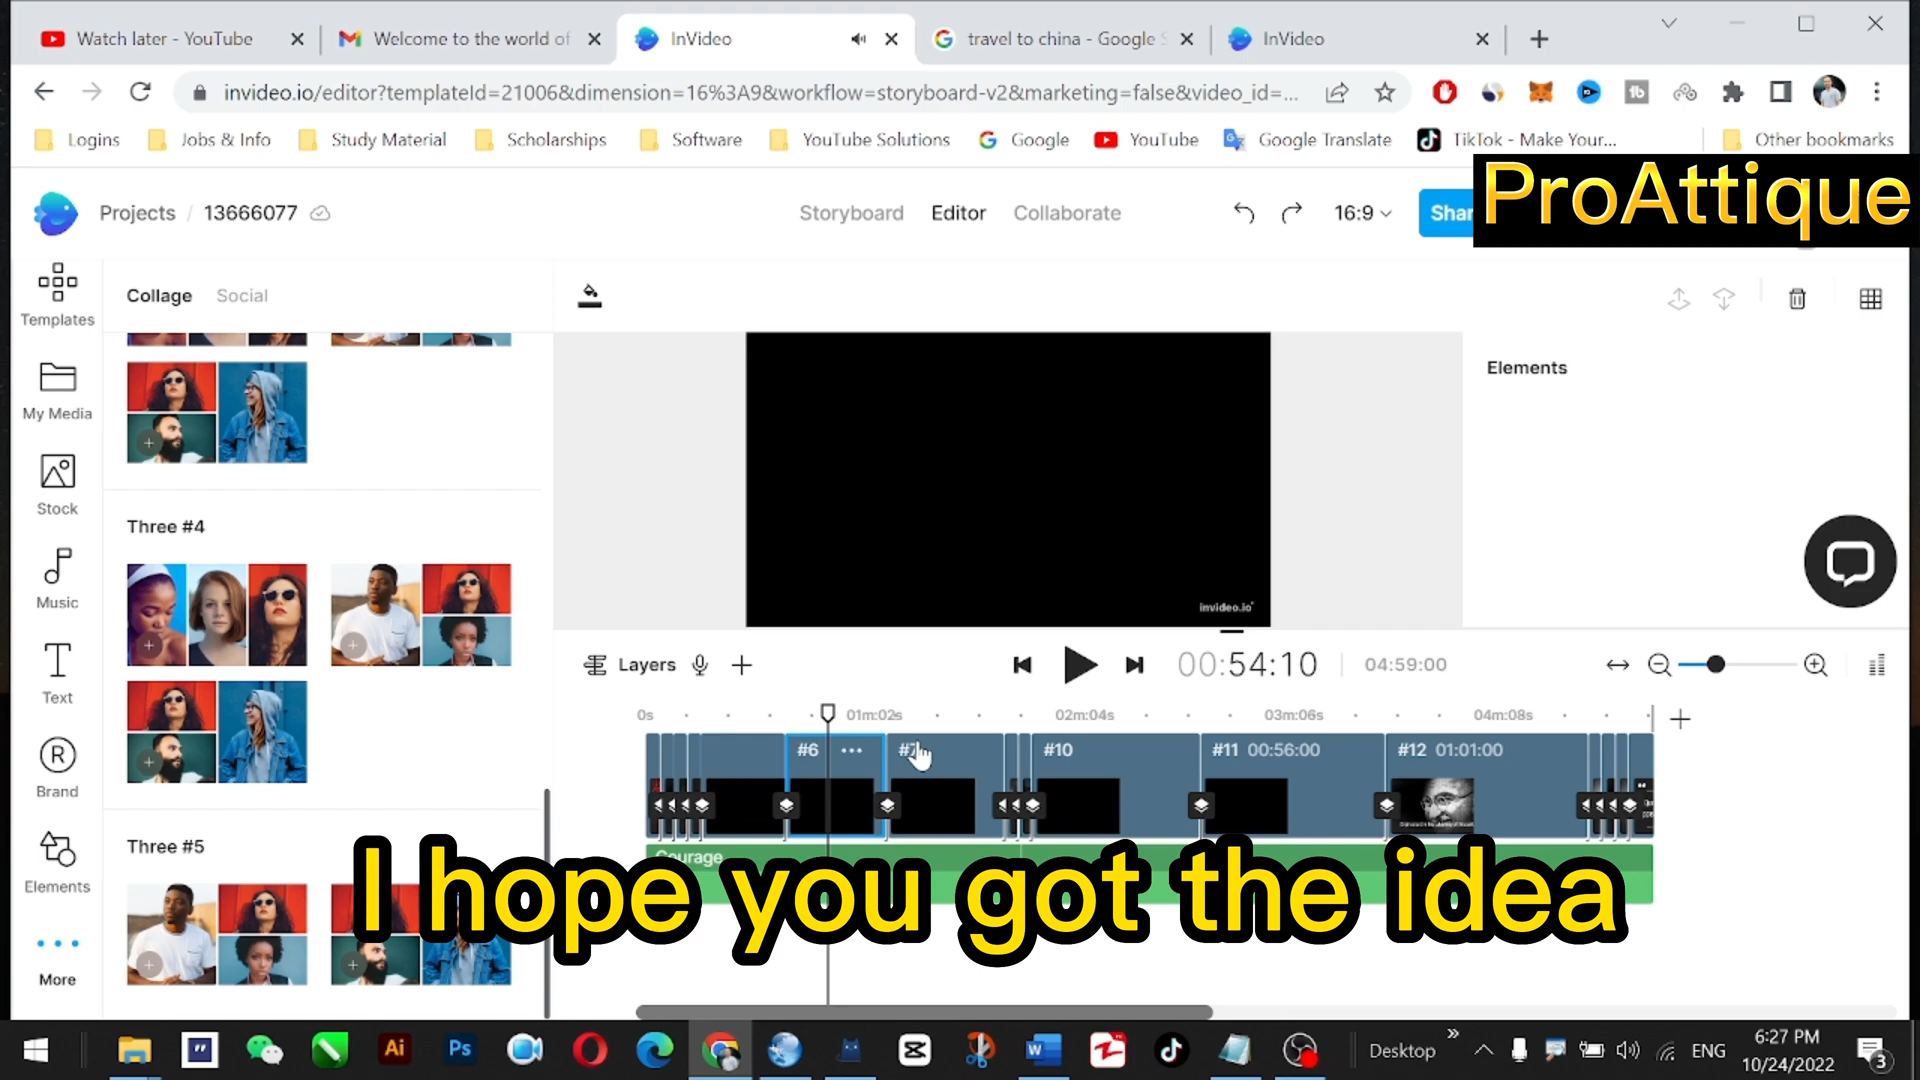 Watch later - YouTube
Welcome to the world of
InVideo
travel to china - Google S
InVideo
invideo.io/editor?templateId=21006&dimension=16%3A9&workflow=storyboard-v2&marketing=false&video_id=...
Logins
Jobs & Info
Study Material
Scholarships
Software
YouTube Solutions
Google
YouTube
Google Translate
TikTok - Make Your...
Other bookmarks
ProAttique
Projects / 13666077
Storyboard
Editor
Collaborate
16:9
Shar
Templates
My Media
Stock
Music
Text
Brand
Elements
More
Collage
Social
Three #4
Three #5
Elements
invideo.io
Layers
00:54:10
04:59:00
0s
01m:02s
02m:04s
03m:06s
04m:08s
#6
#7
#10
#11 00:56:00
#12 01:01:00
Courage
I hope you got the idea
Ai
Ps
Desktop
ENG
6:27 PM
10/24/2022
3